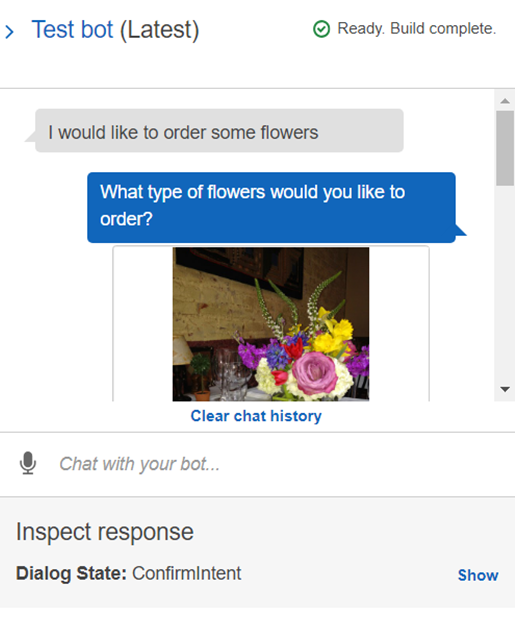 Test bot (Latest)
Ready. Build complete.
I would like to order some flowers
What type of flowers would you like to
order?
Clear chat history
Chat with your bot...
Inspect response
Dialog State: ConfirmIntent
Show